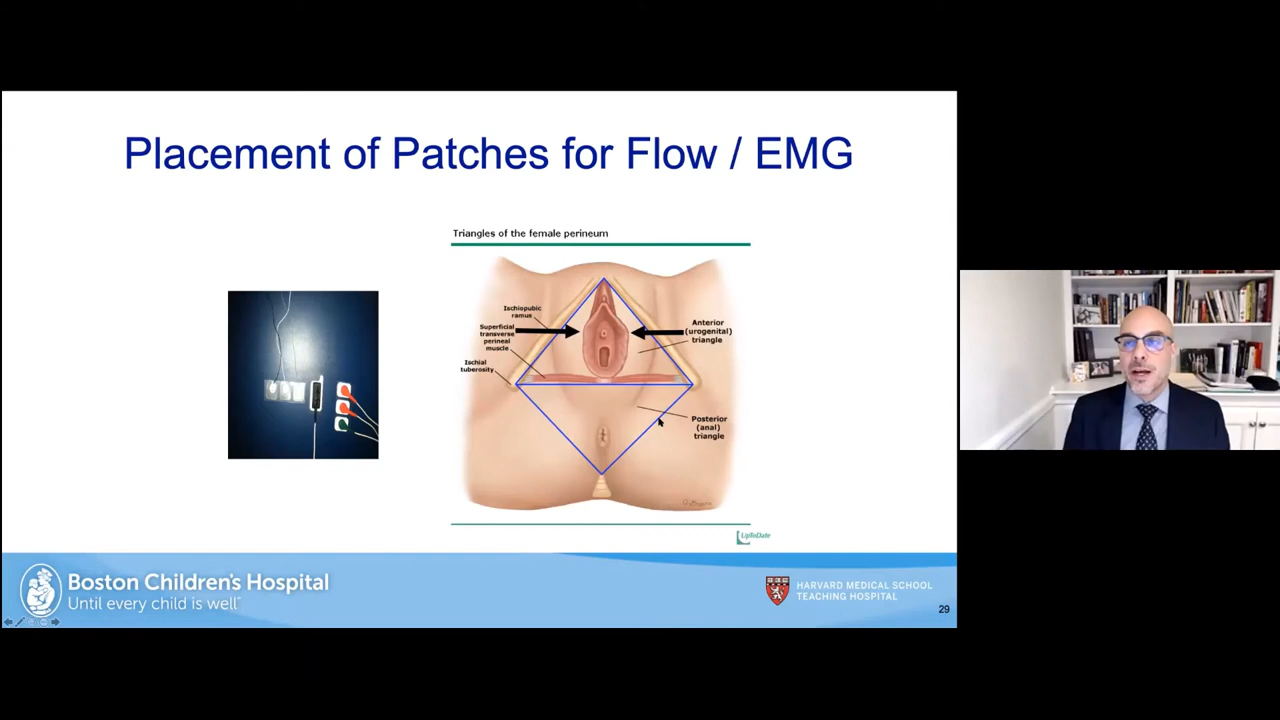 Placement of Patches for Flow / EMG
Triangles of the female perineum
Ischiopubic
ramus
Superficial
transverse
perineal
muscle
Ischial
tuberosity
Anterior
(urogenital)
triangle
Posterior
(anal)
triangle
UpToDate
Boston Children's Hospital
Until every child is well™
HARVARD MEDICAL SCHOOL
TEACHING HOSPITAL
29